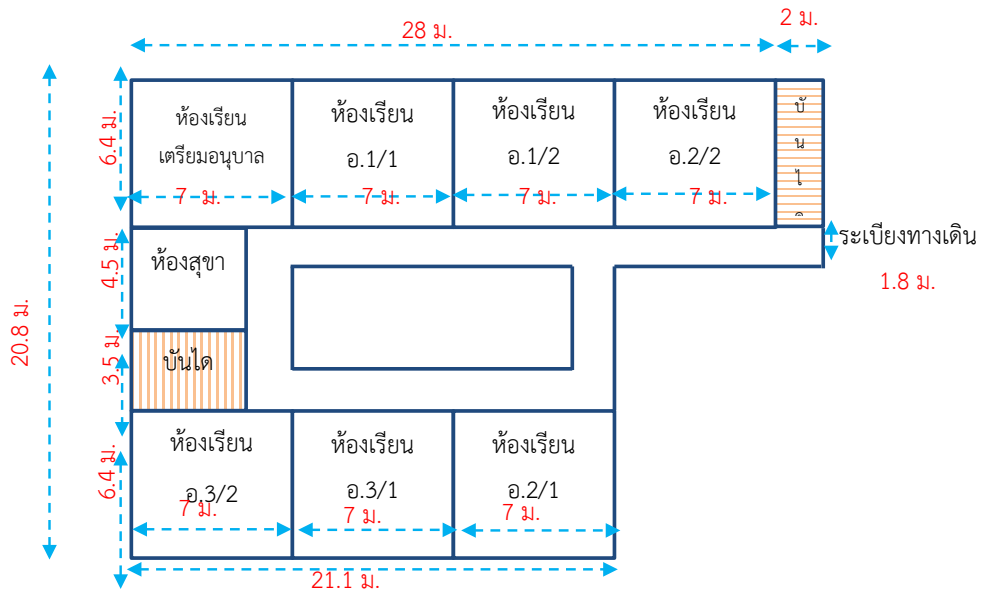 28 ม.
2 ม.
ห้องเรียน
เตรียมอนุบาล
ห้องเรียน
อ.1/1
ห้องเรียน
อ.1/2
ห้องเรียน
อ.2/2
บั
น
ไ
6.4 ม.
7 ม.
7 ม.
7 ม.
7 ม.
ระเบียงทางเดิน
1.8 ม.
ห้องสุขา
4.5 ม.
20.8 ม.
บันได
3.5 ม.
ห้องเรียน
อ.3/2
ห้องเรียน
อ.3/1
ห้องเรียน
อ.2/1
6.4 ม.
7 ม.
7 ม.
7 ม.
21.1 ม.